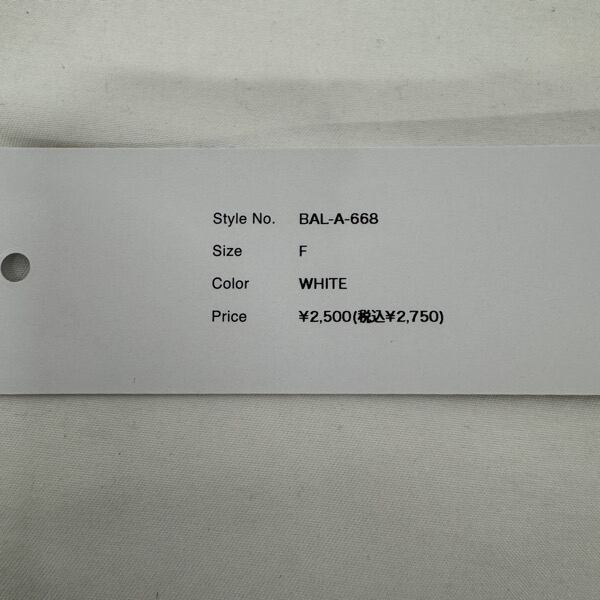 Style No. BAL-A-668
Size F
Color WHITE
Price ¥2,500(税込¥2,750)